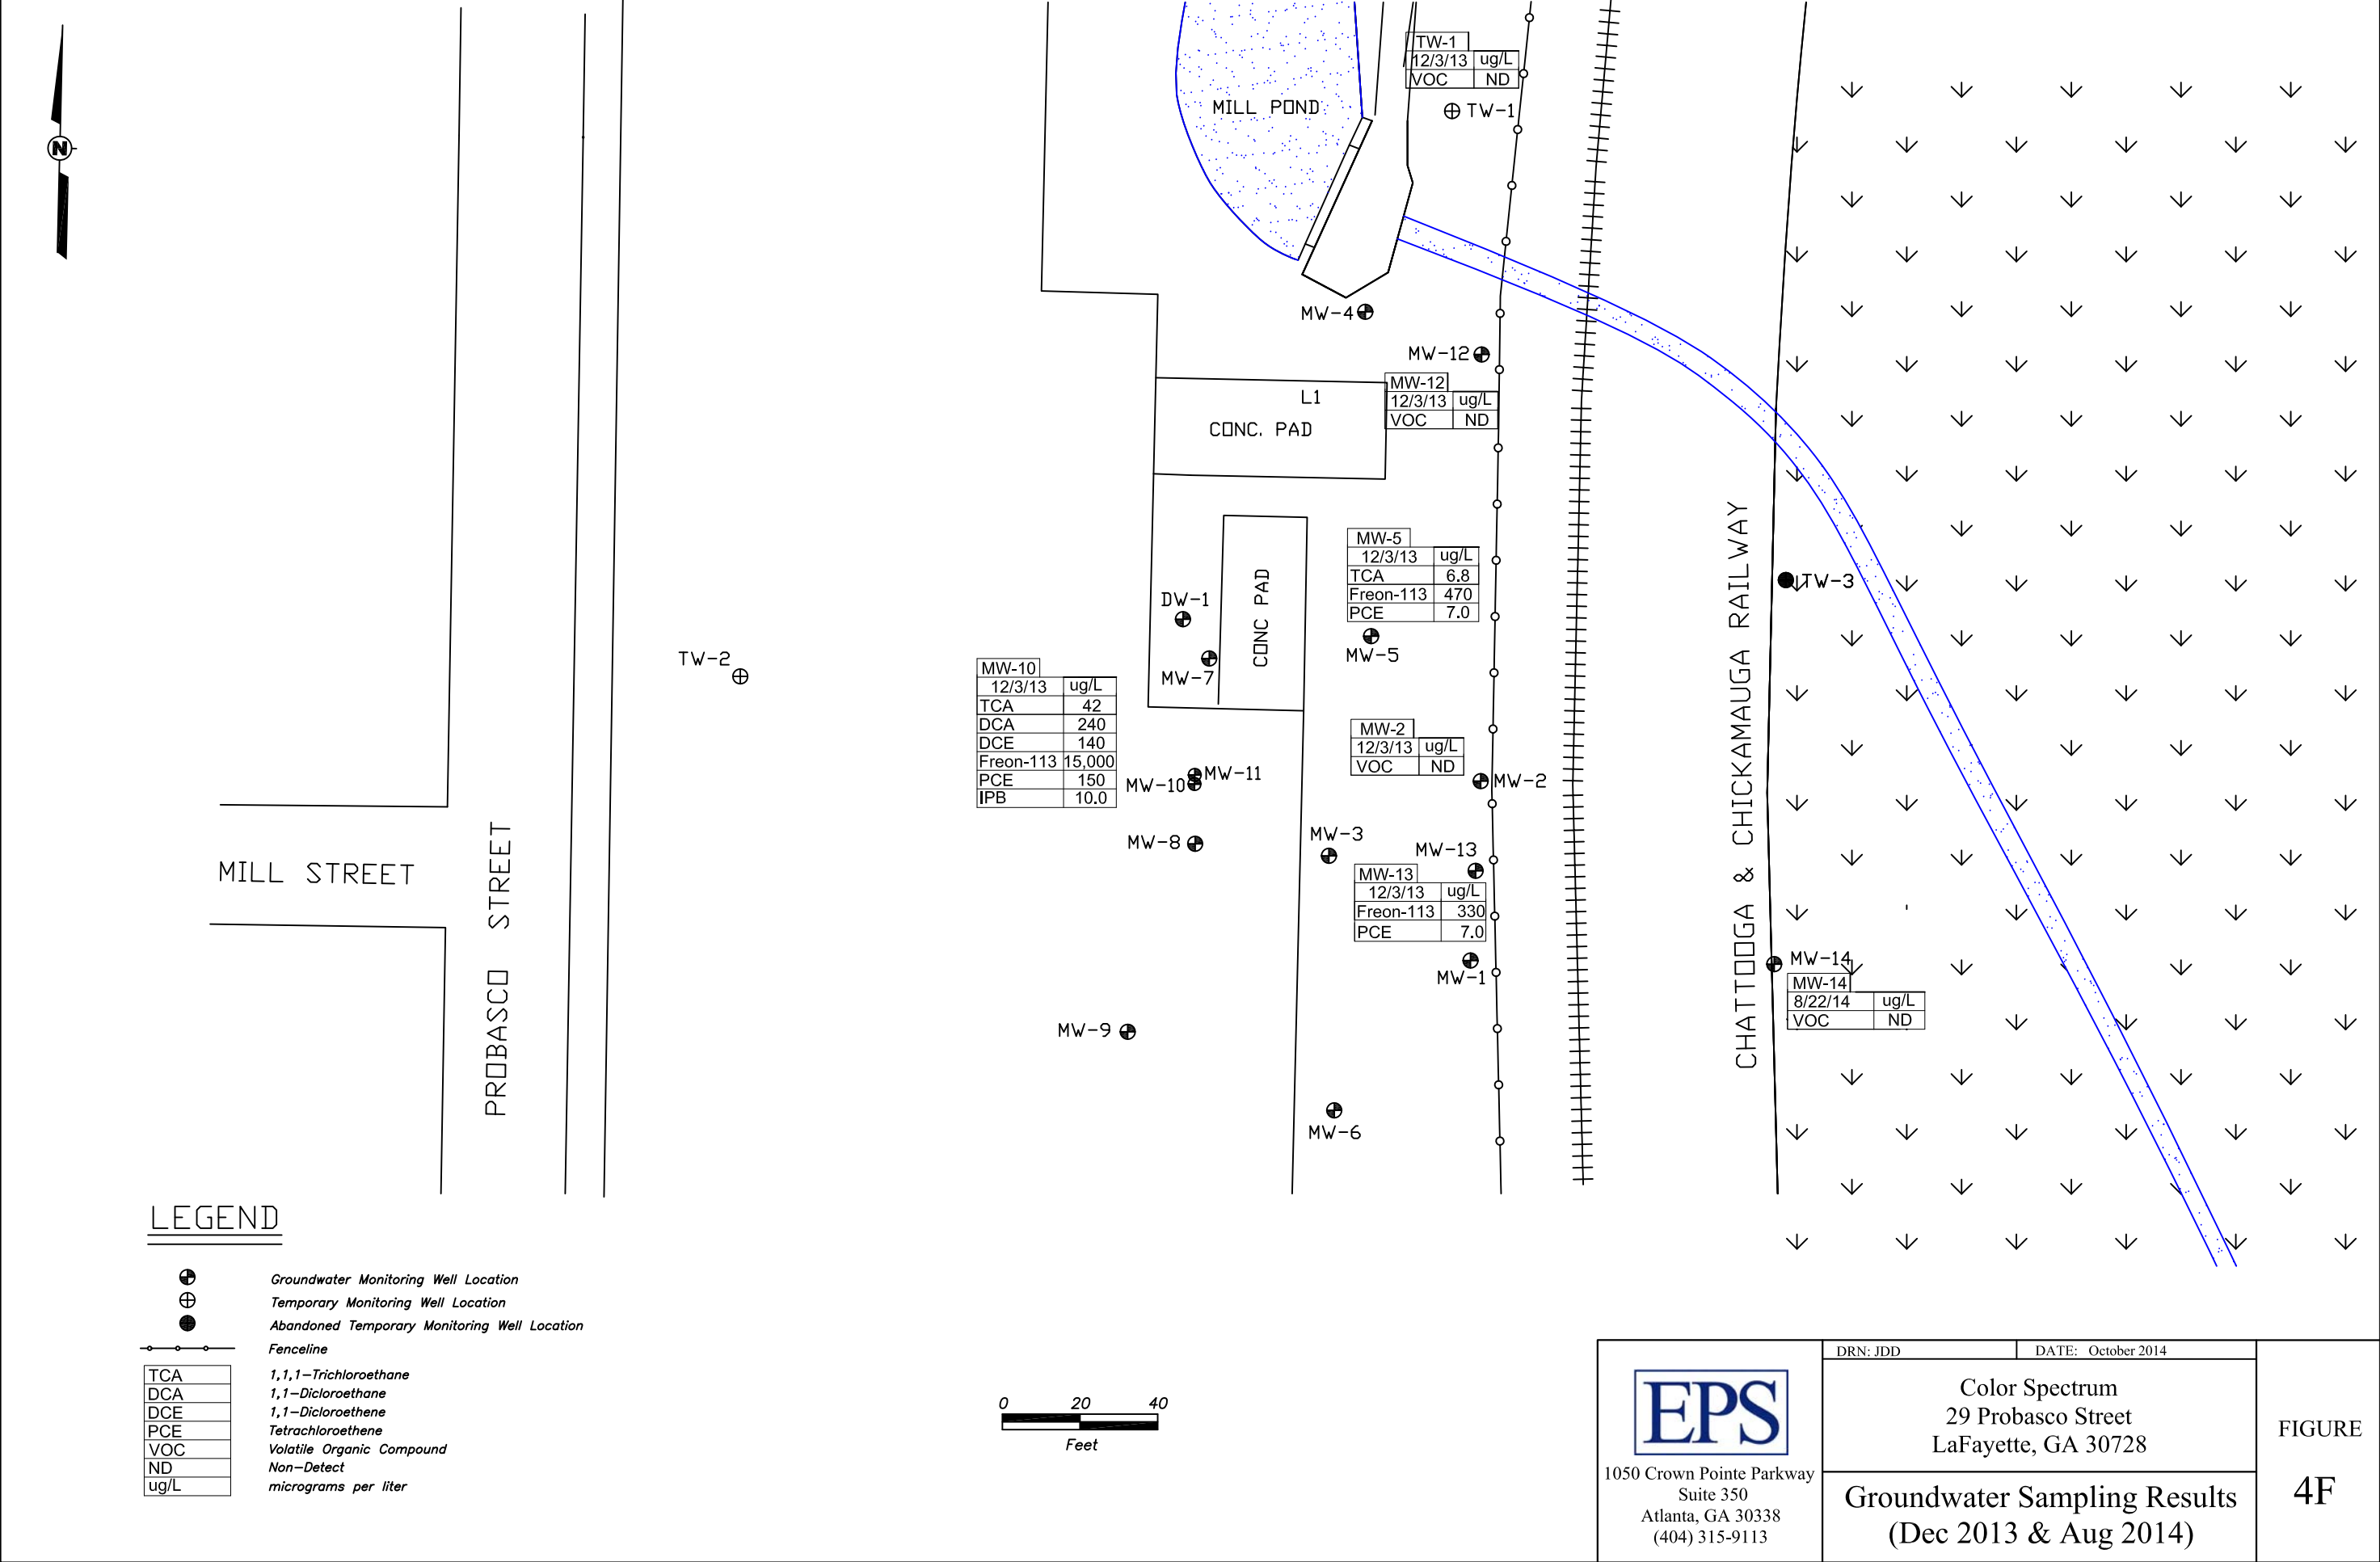 N
MILL POND
TW-1
12/3/13 ug/L
VOC ND
TW-1
MW-4
MW-12
MW-12
12/3/13 ug/L
VOC ND
L1
CONC. PAD
CONC PAD
MW-5
12/3/13 ug/L
TCA 6.8
Freon-113 470
PCE 7.0
MW-5
DW-1
MW-7
TW-2
TW-3
CHATTOOGA & CHICKAMAUGA RAILWAY
MW-10
12/3/13 ug/L
TCA 42
DCA 240
DCE 140
Freon-113 15,000
PCE 150
IPB 10.0
MW-11
MW-10
MW-8
MW-2
12/3/13 ug/L
VOC ND
MW-2
MW-3
MW-13
MW-13
12/3/13 ug/L
Freon-113 330
PCE 7.0
MW-1
MW-14
MW-14
8/22/14 ug/L
VOC ND
MW-9
MW-6
MILL STREET
PROBASCO STREET
LEGEND
Groundwater Monitoring Well Location
Temporary Monitoring Well Location
Abandoned Temporary Monitoring Well Location
Fenceline
TCA 1,1,1-Trichloroethane
DCA 1,1-Dicloroethane
DCE 1,1-Dicloroethene
PCE Tetrachloroethene
VOC Volatile Organic Compound
ND Non-Detect
ug/L micrograms per liter
0 20 40
Feet
EPS
1050 Crown Pointe Parkway
Suite 350
Atlanta, GA 30338
(404) 315-9113
DRN: JDD DATE: October 2014
Color Spectrum
29 Probasco Street
LaFayette, GA 30728
Groundwater Sampling Results
(Dec 2013 & Aug 2014)
FIGURE
4F